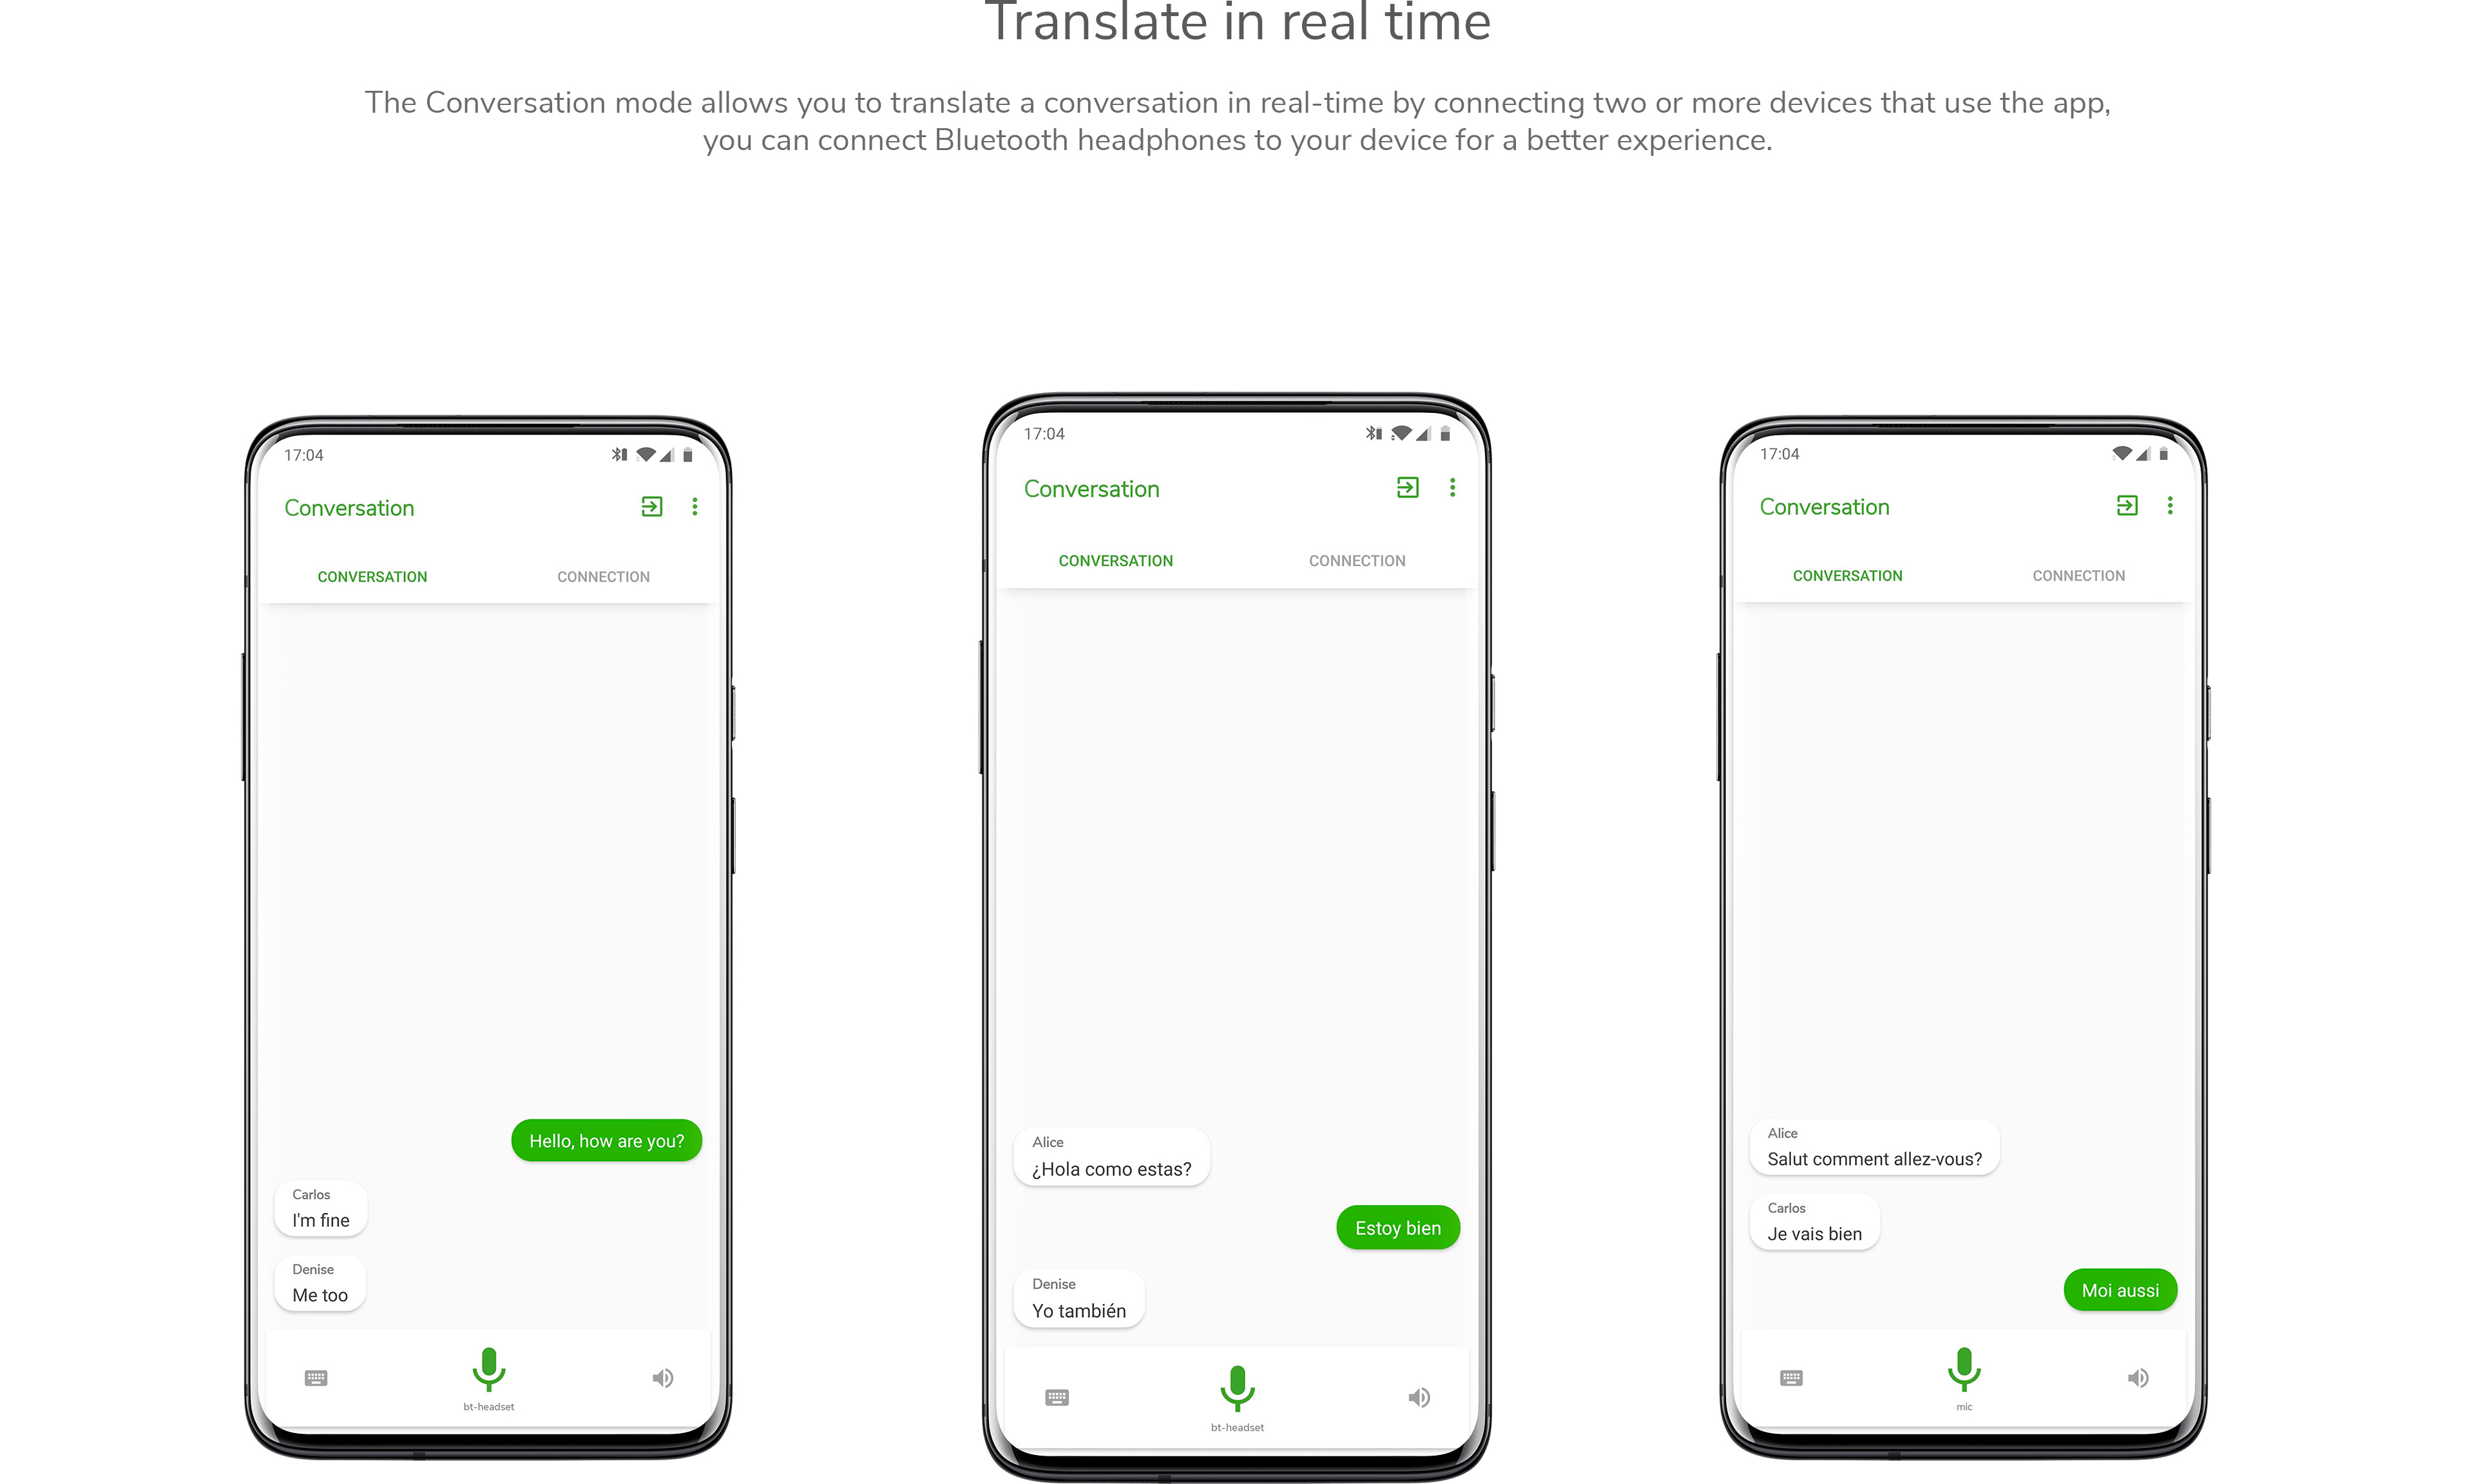 Translate in real time
The Conversation mode allows you to translate a conversation in real-time by connecting two or more devices that use the app,
you can connect Bluetooth headphones to your device for a better experience.
17:04
Conversation
CONVERSATION CONNECTION
Hello, how are you?
Carlos
I'm fine
Denise
Me too
bt-headset
17:04
Conversation
CONVERSATION CONNECTION
Alice
¿Hola como estas?
Estoy bien
Denise
Yo también
bt-headset
17:04
Conversation
CONVERSATION CONNECTION
Alice
Salut comment allez-vous?
Carlos
Je vais bien
Moi aussi
mic